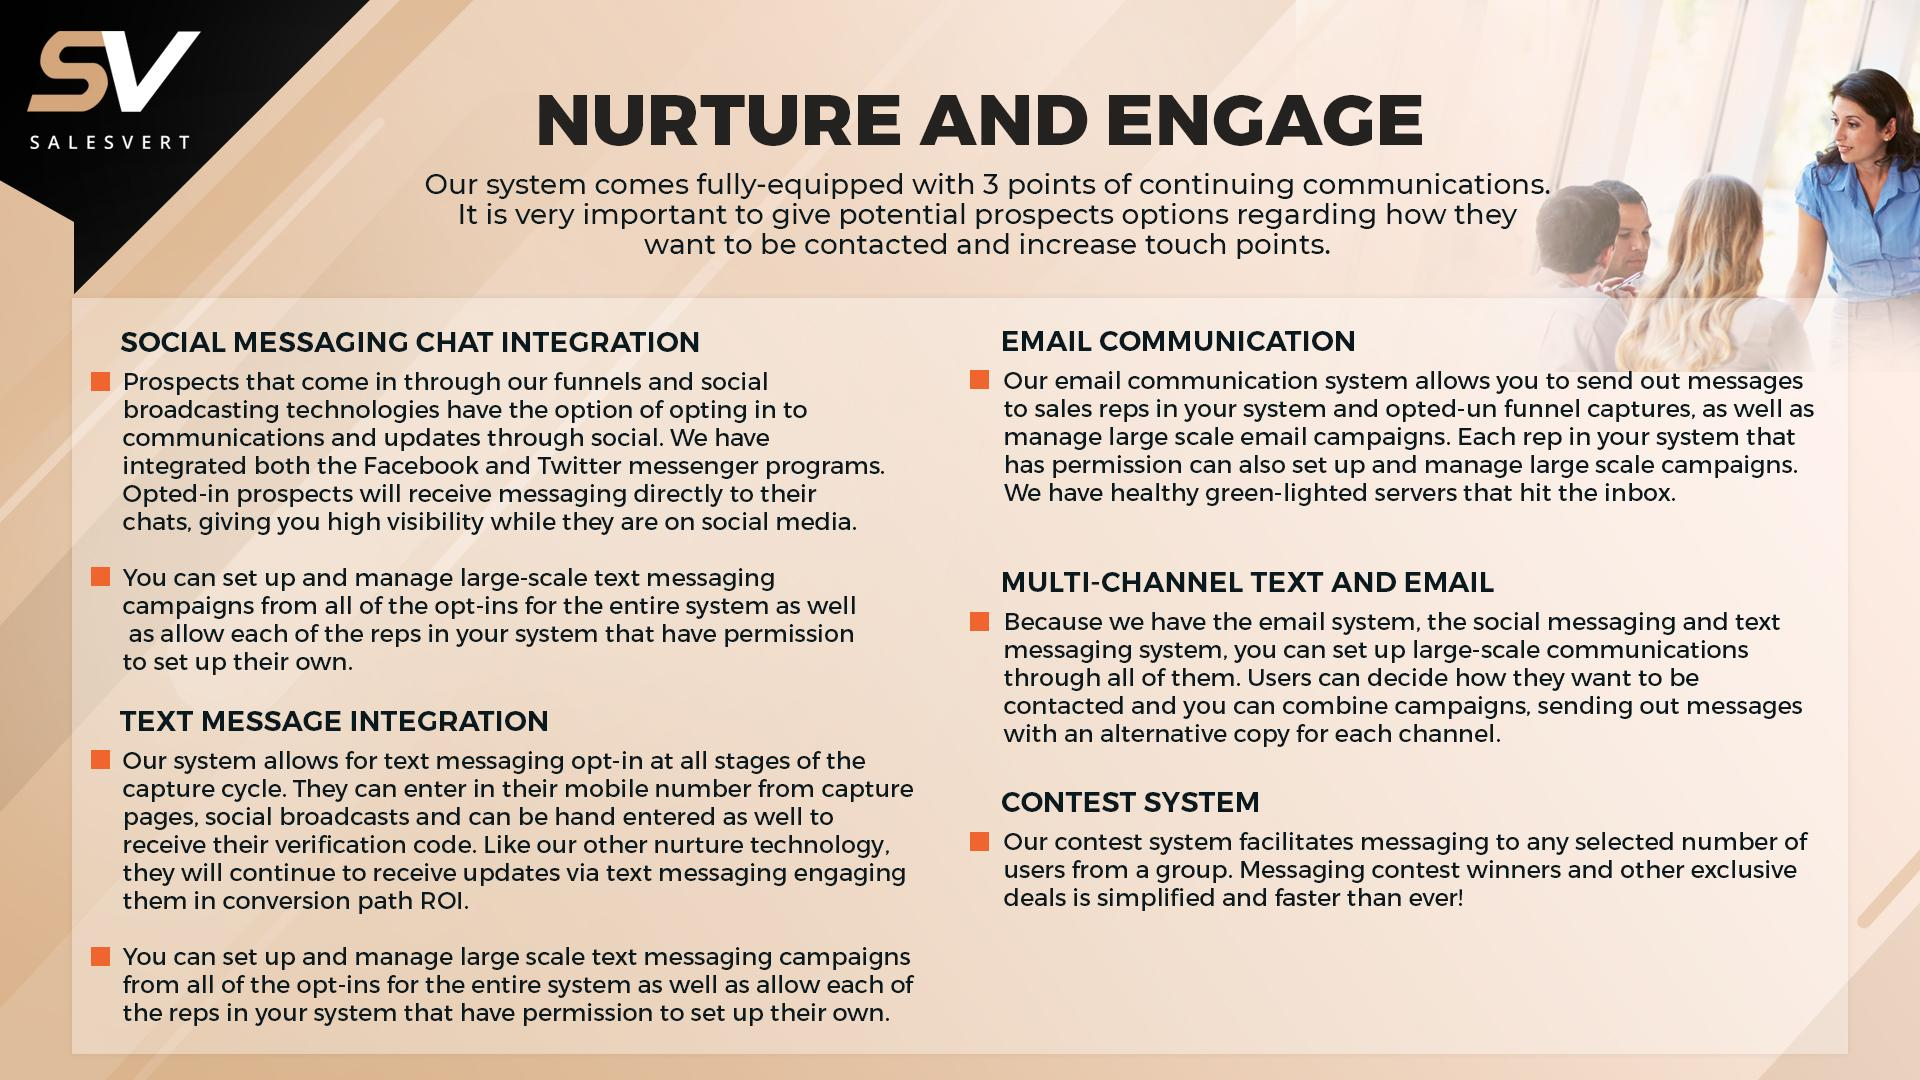 SV
SALESVERT
NURTURE AND ENGAGE
Our system comes fully-equipped with 3 points of continuing communications.
It is very important to give potential prospects options regarding how they
want to be contacted and increase touch points.
SOCIAL MESSAGING CHAT INTEGRATION
Prospects that come in through our funnels and social
broadcasting technologies have the option of opting in to
communications and updates through social. We have
integrated both the Facebook and Twitter messenger programs.
Opted-in prospects will receive messaging directly to their
chats, giving you high visibility while they are on social media.
You can set up and manage large-scale text messaging
campaigns from all of the opt-ins for the entire system as well
as allow each of the reps in your system that have permission
to set up their own.
TEXT MESSAGE INTEGRATION
Our system allows for text messaging opt-in at all stages of the
capture cycle. They can enter in their mobile number from capture
pages, social broadcasts and can be hand entered as well to
receive their verification code. Like our other nurture technology,
they will continue to receive updates via text messaging engaging
them in conversion path ROI.
You can set up and manage large scale text messaging campaigns
from all of the opt-ins for the entire system as well as allow each of
the reps in your system that have permission to set up their own.
EMAIL COMMUNICATION
Our email communication system allows you to send out messages
to sales reps in your system and opted-un funnel captures, as well as
manage large scale email campaigns. Each rep in your system that
has permission can also set up and manage large scale campaigns.
We have healthy green-lighted servers that hit the inbox.
MULTI-CHANNEL TEXT AND EMAIL
Because we have the email system, the social messaging and text
messaging system, you can set up large-scale communications
through all of them. Users can decide how they want to be
contacted and you can combine campaigns, sending out messages
with an alternative copy for each channel.
CONTEST SYSTEM
Our contest system facilitates messaging to any selected number of
users from a group. Messaging contest winners and other exclusive
deals is simplified and faster than ever!